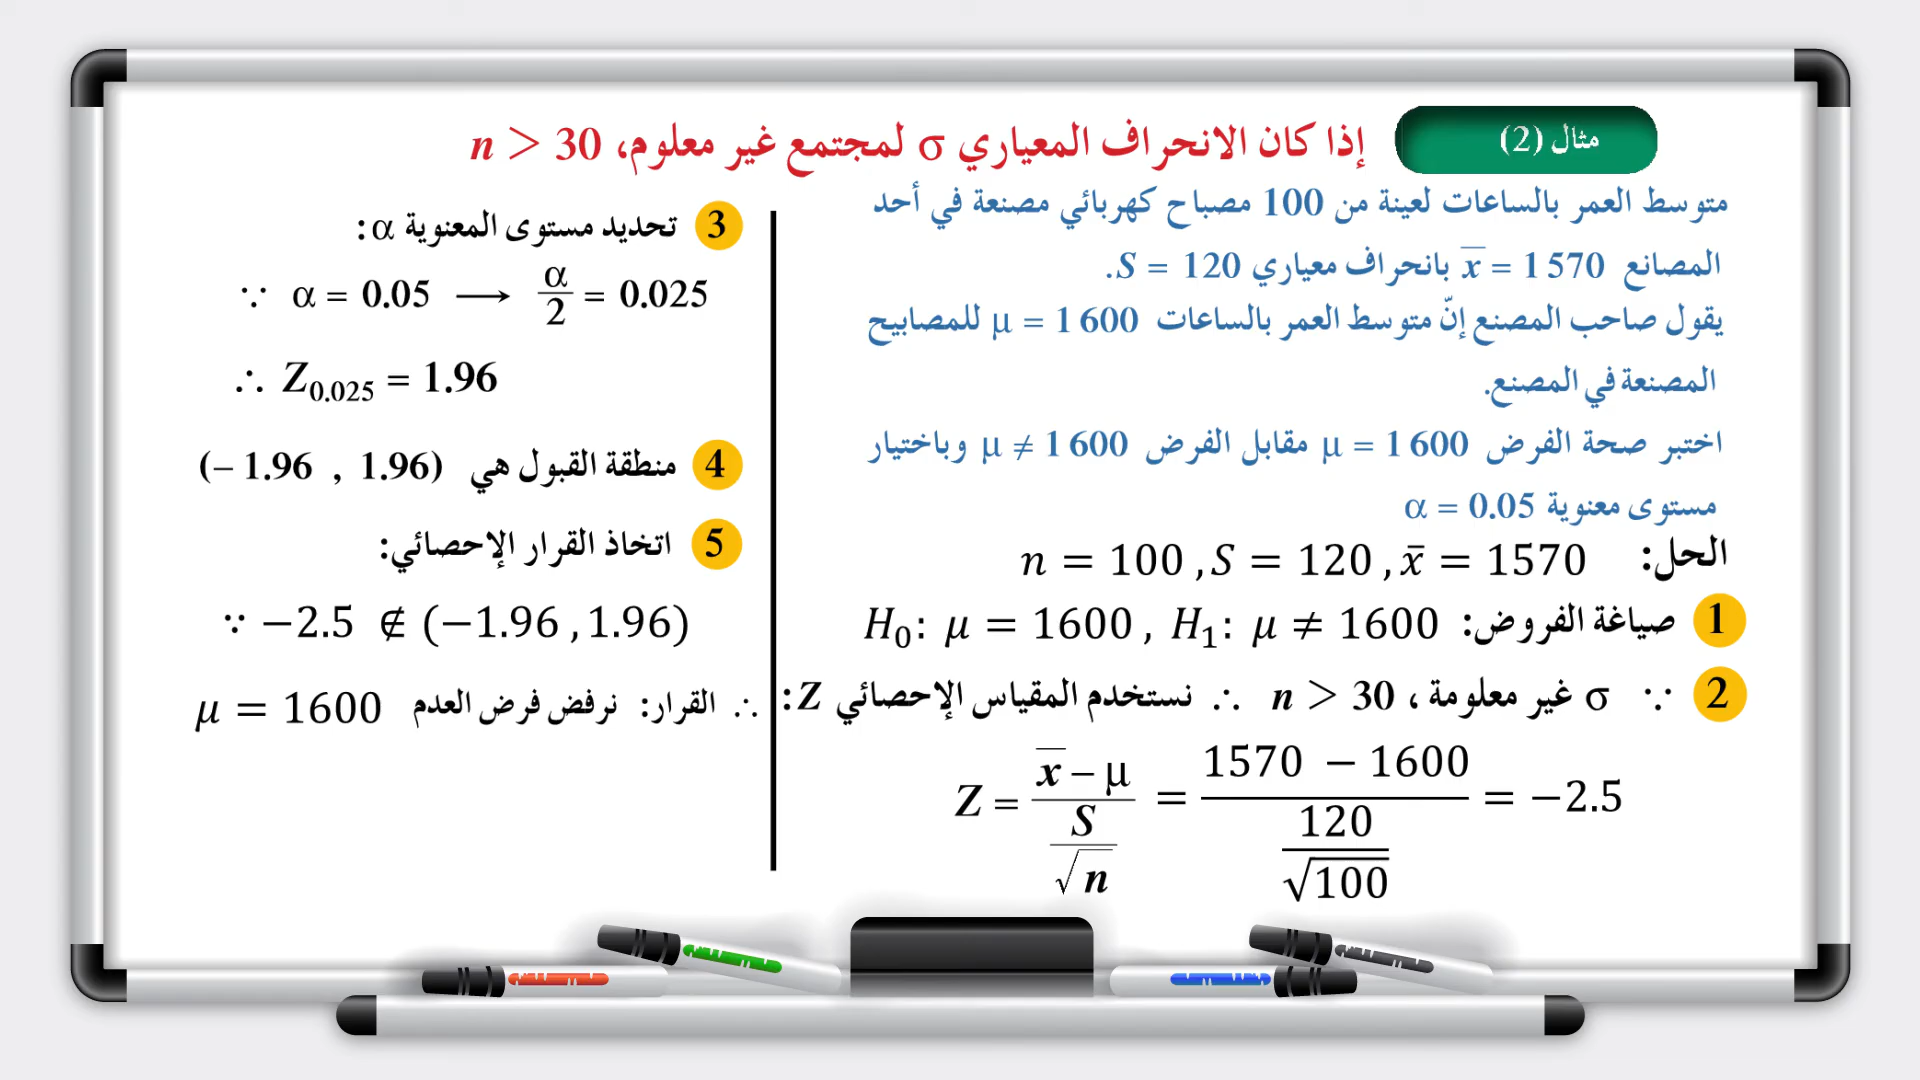 مثال (2)
إذا كان الانحراف المعياري σ لمجتمع غير معلوم، n > 30
متوسط العمر بالساعات لعينة من 100 مصباح كهربائي مصنعة في أحد
المصانع x̅ = 1570 بانحراف معياري S = 120.
يقول صاحب المصنع إنّ متوسط العمر بالساعات μ = 1600 للمصابيح
المصنعة في المصنع.
اختبر صحة الفرض μ = 1600 مقابل الفرض μ ≠ 1600 وباختيار
مستوى معنوية α = 0.05
الحل: n = 100 , S = 120 , x̅ = 1570
1 صياغة الفروض: H₀: μ = 1600 , H₁: μ ≠ 1600
2 ∵ σ غير معلومة ، n > 30 ∴ نستخدم المقياس الإحصائي Z:
Z = (x̅ – μ) / (S / √n) = (1570 – 1600) / (120 / √100) = −2.5
3 تحديد مستوى المعنوية α:
∵ α = 0.05 ⟶ α/2 = 0.025
∴ Z₀.₀₂₅ = 1.96
4 منطقة القبول هي (– 1.96 , 1.96)
5 اتخاذ القرار الإحصائي:
∵ −2.5 ∉ (−1.96 , 1.96)
∴ القرار: نرفض فرض العدم μ = 1600